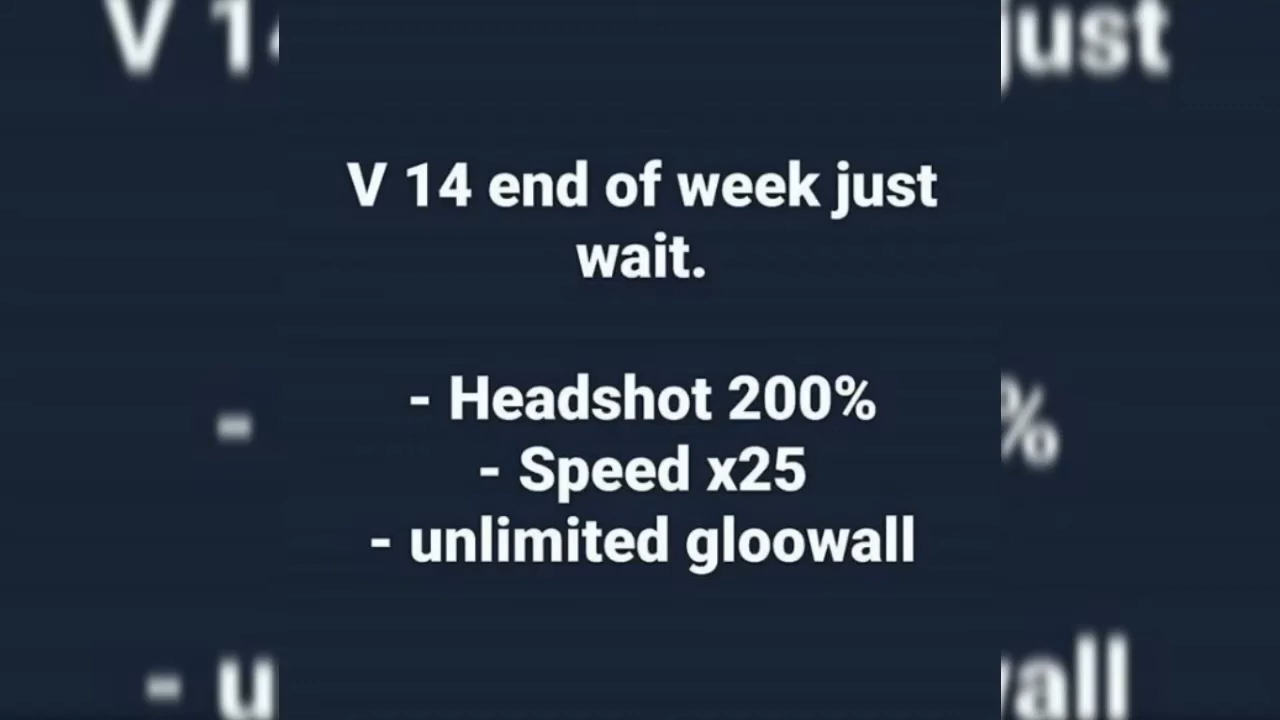 V 14 end of week just
wait.
- Headshot 200%
- Speed x25
- unlimited gloowall